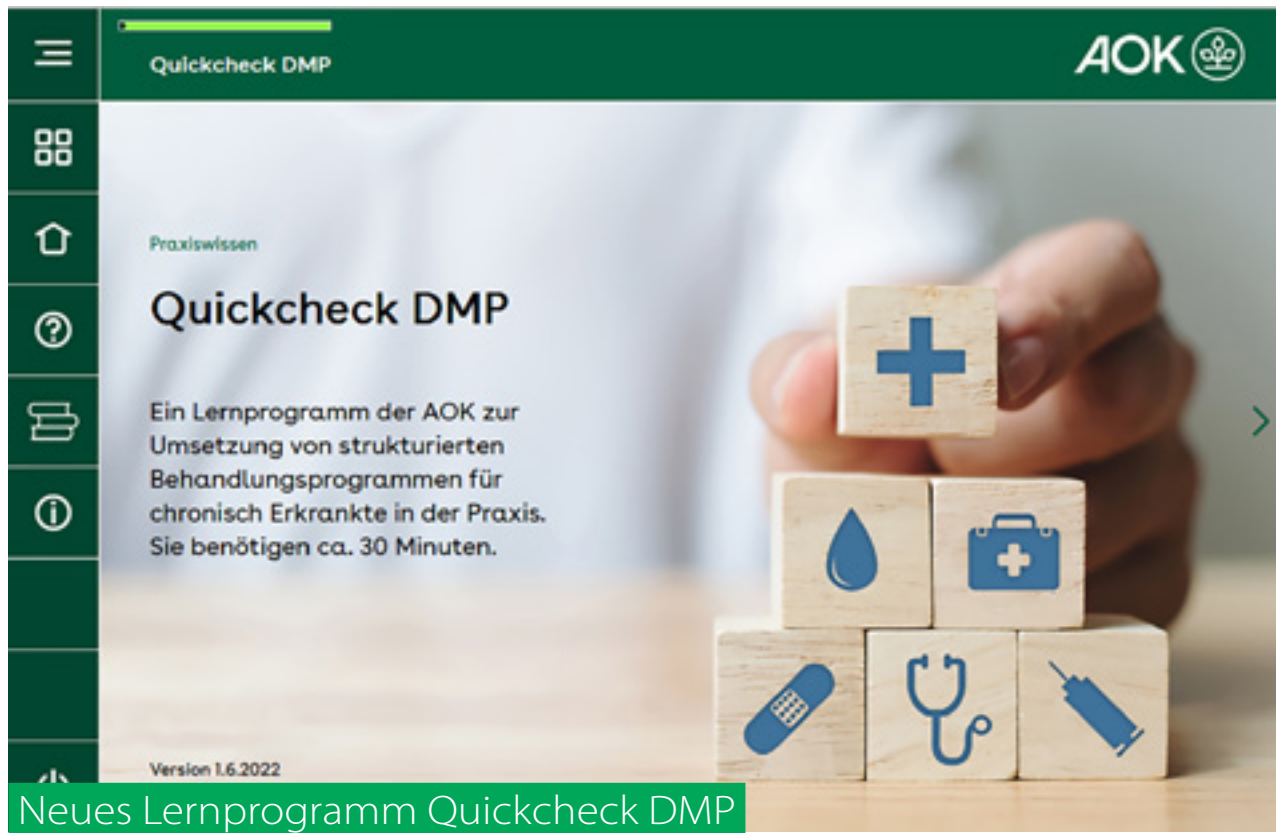 Quickcheck DMP
AOK
Praxiswissen
Quickcheck DMP
Ein Lernprogramm der AOK zur
Umsetzung von strukturierten
Behandlungsprogrammen für
chronisch Erkrankte in der Praxis.
Sie benötigen ca. 30 Minuten.
Version 1.6.2022
Neues Lernprogramm Quickcheck DMP